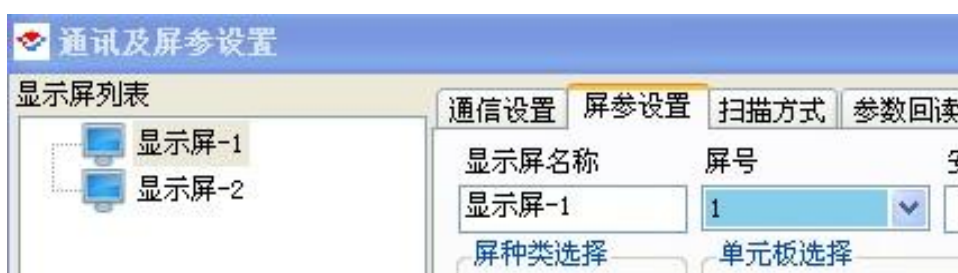 通讯及屏参设置
显示屏列表
显示屏-1
显示屏-2
通信设置 屏参设置 扫描方式 参数回读
显示屏名称 屏号
显示屏-1 1
屏种类选择 单元板选择